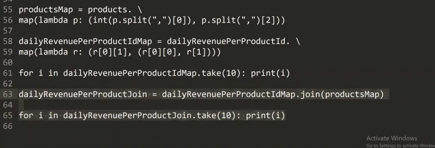 55 productsMap = products. \
56 map(lambda p: (int(p.split(",")[0]), p.split(",")[2]))
57
58 dailyRevenuePerProductIdMap = dailyRevenuePerProductId. \
59 map(lambda r: (r[0][1], (r[0][0], r[1])))
60
61 for i in dailyRevenuePerProductIdMap.take(10): print(i)
62
63 dailyRevenuePerProductJoin = dailyRevenuePerProductIdMap.join(productsMap)
64
65 for i in dailyRevenuePerProductJoin.take(10): print(i)
66
Activate Windows
Go to Settings to activate Windows